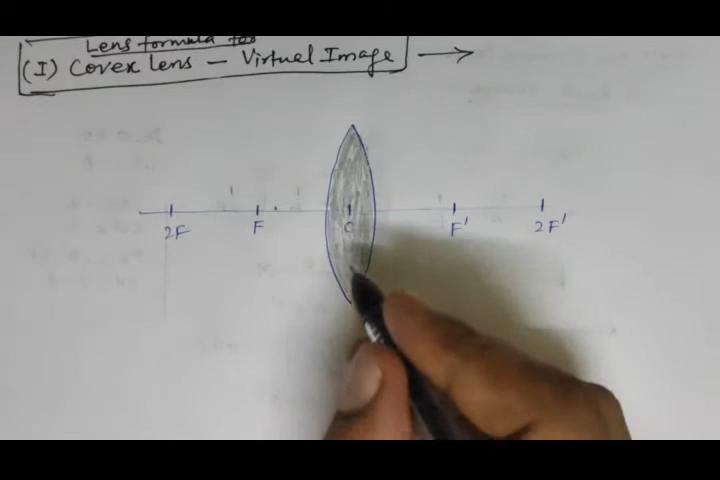 Lens formula for
(I) Covex lens — Virtual Image →
2F F C F' 2F'